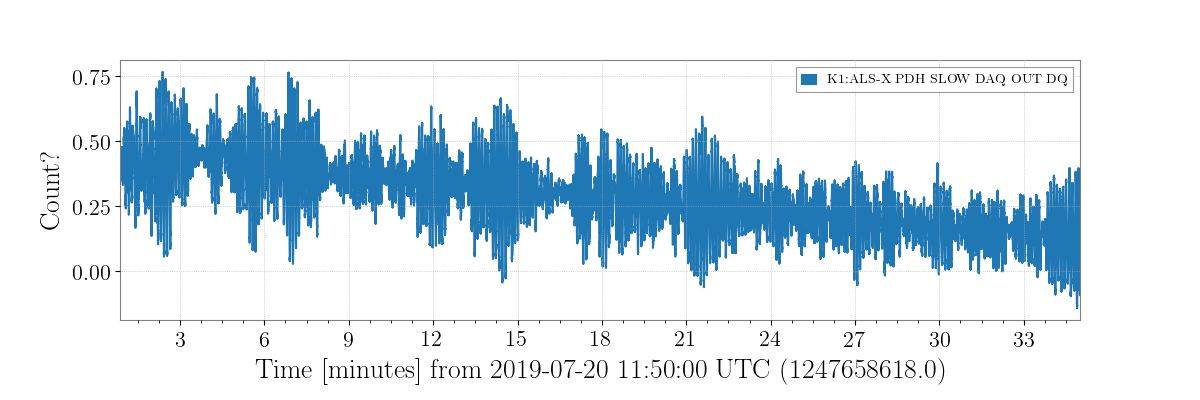 K1:ALS-X PDH SLOW DAQ OUT DQ
Count?
0.75
0.50
0.25
0.00
3 6 9 12 15 18 21 24 27 30 33
Time [minutes] from 2019-07-20 11:50:00 UTC (1247658618.0)